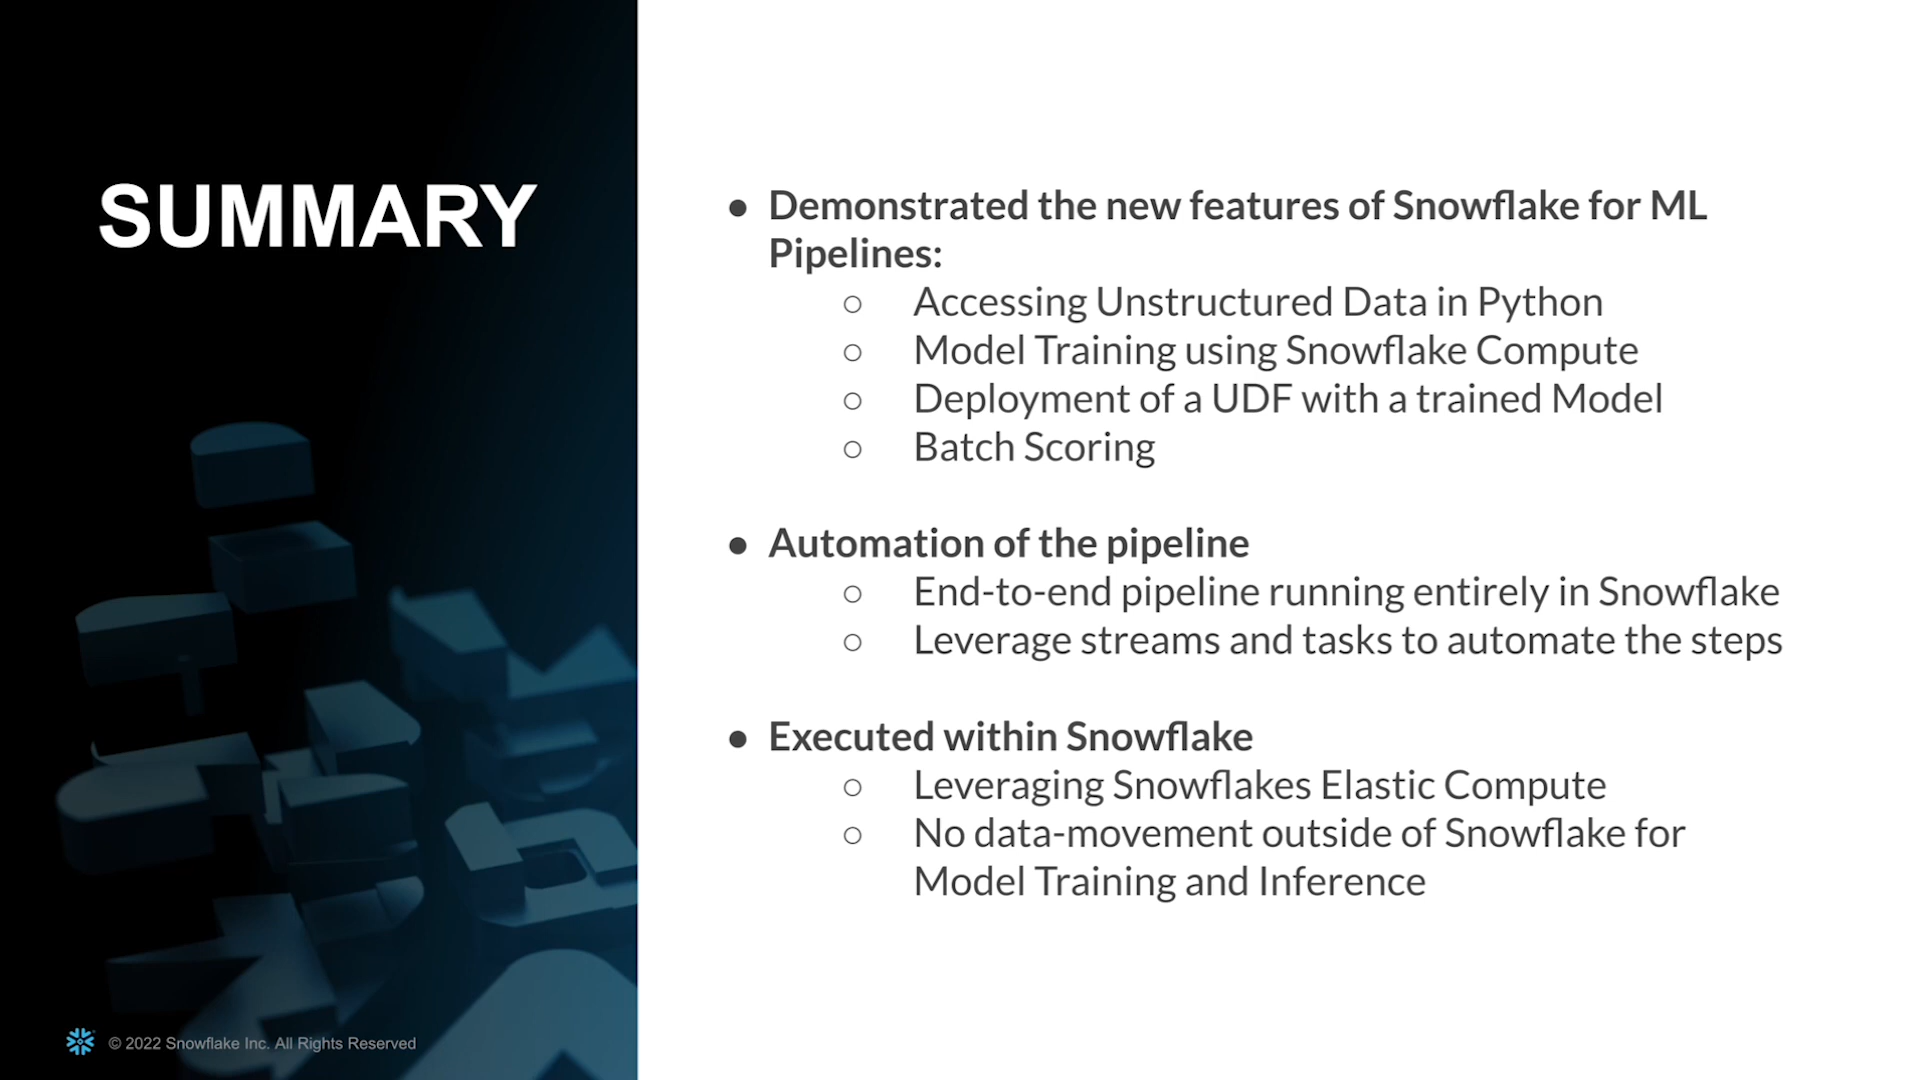 SUMMARY
● Demonstrated the new features of Snowflake for ML
Pipelines:
○ Accessing Unstructured Data in Python
○ Model Training using Snowflake Compute
○ Deployment of a UDF with a trained Model
○ Batch Scoring
● Automation of the pipeline
○ End-to-end pipeline running entirely in Snowflake
○ Leverage streams and tasks to automate the steps
● Executed within Snowflake
○ Leveraging Snowflakes Elastic Compute
○ No data-movement outside of Snowflake for
Model Training and Inference
© 2022 Snowflake Inc. All Rights Reserved